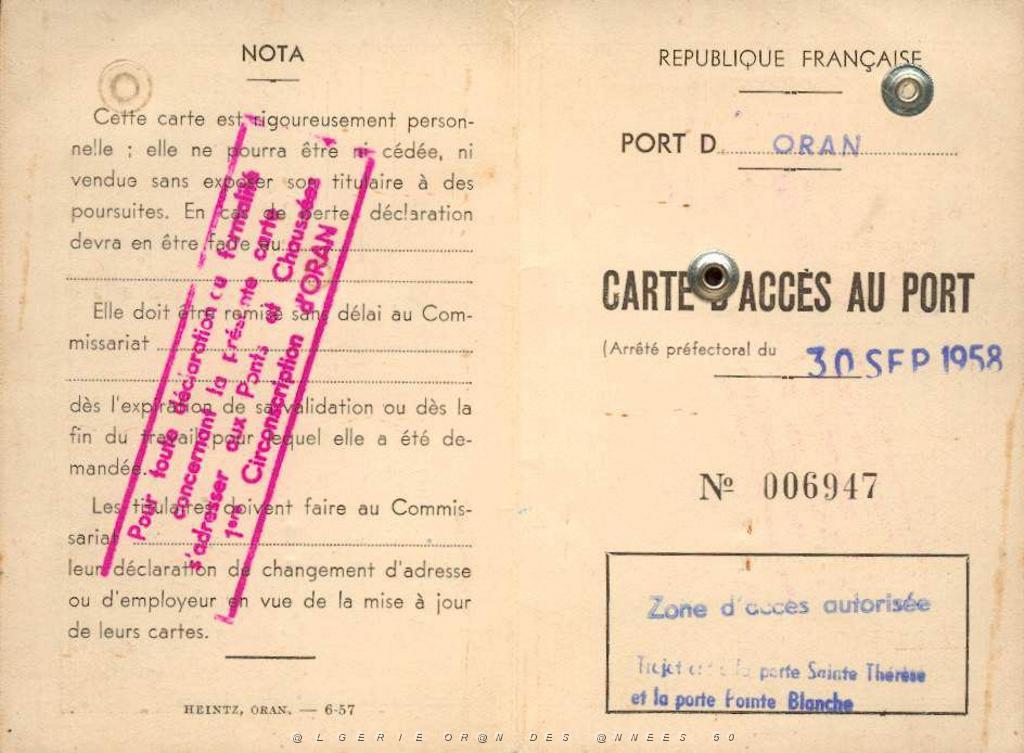 NOTA
Cette carte est rigoureusement person-
nelle ; elle ne pourra être ni cédée, ni
vendue sans exposer son titulaire à des
poursuites. En cas de perte, déclaration
devra en être faite au
Elle doit être remise sans délai au Com-
missariat
dès l'expiration de sa validation ou dès la
fin du travail pour lequel elle a été de-
mandée.
Les titulaires doivent faire au Commis-
sariat
leur déclaration de changement d'adresse
ou d'employeur en vue de la mise à jour
de leurs cartes.
HEINTZ, ORAN. — 6-57
Pour toute déclaration ou formalité
concernant la présente carte
s'adresser aux Ponts et Chaussées
1ere Circonscription d'ORAN
REPUBLIQUE FRANÇAISE
PORT D ORAN
CARTE D'ACCÈS AU PORT
(Arrêté préfectoral du 30 SEP 1958
Nº 006947
Zone d'accès autorisée
Trajet la porte Sainte Thérèse
et la porte Pointe Blanche
@LGERIE OR@N DES @NNEES 50